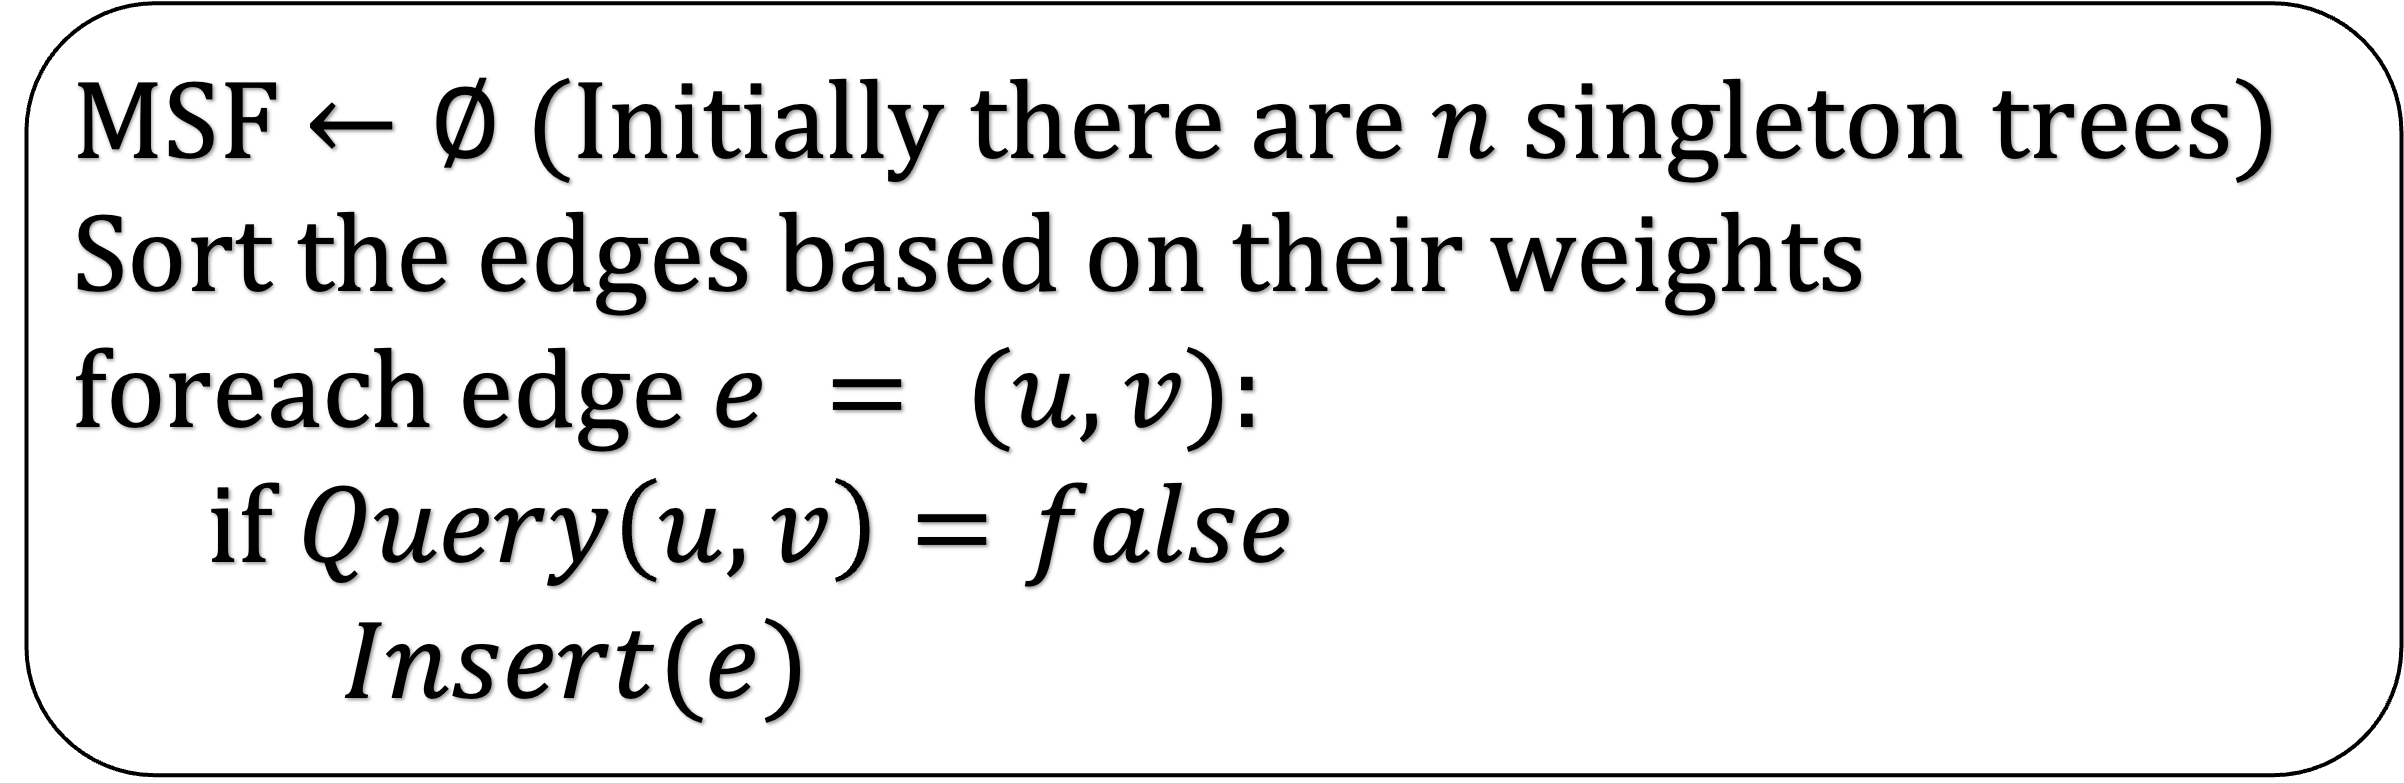 MSF ← ∅ (Initially there are n singleton trees)
Sort the edges based on their weights
foreach edge e = (u, v):
if Query(u, v) = false
Insert(e)